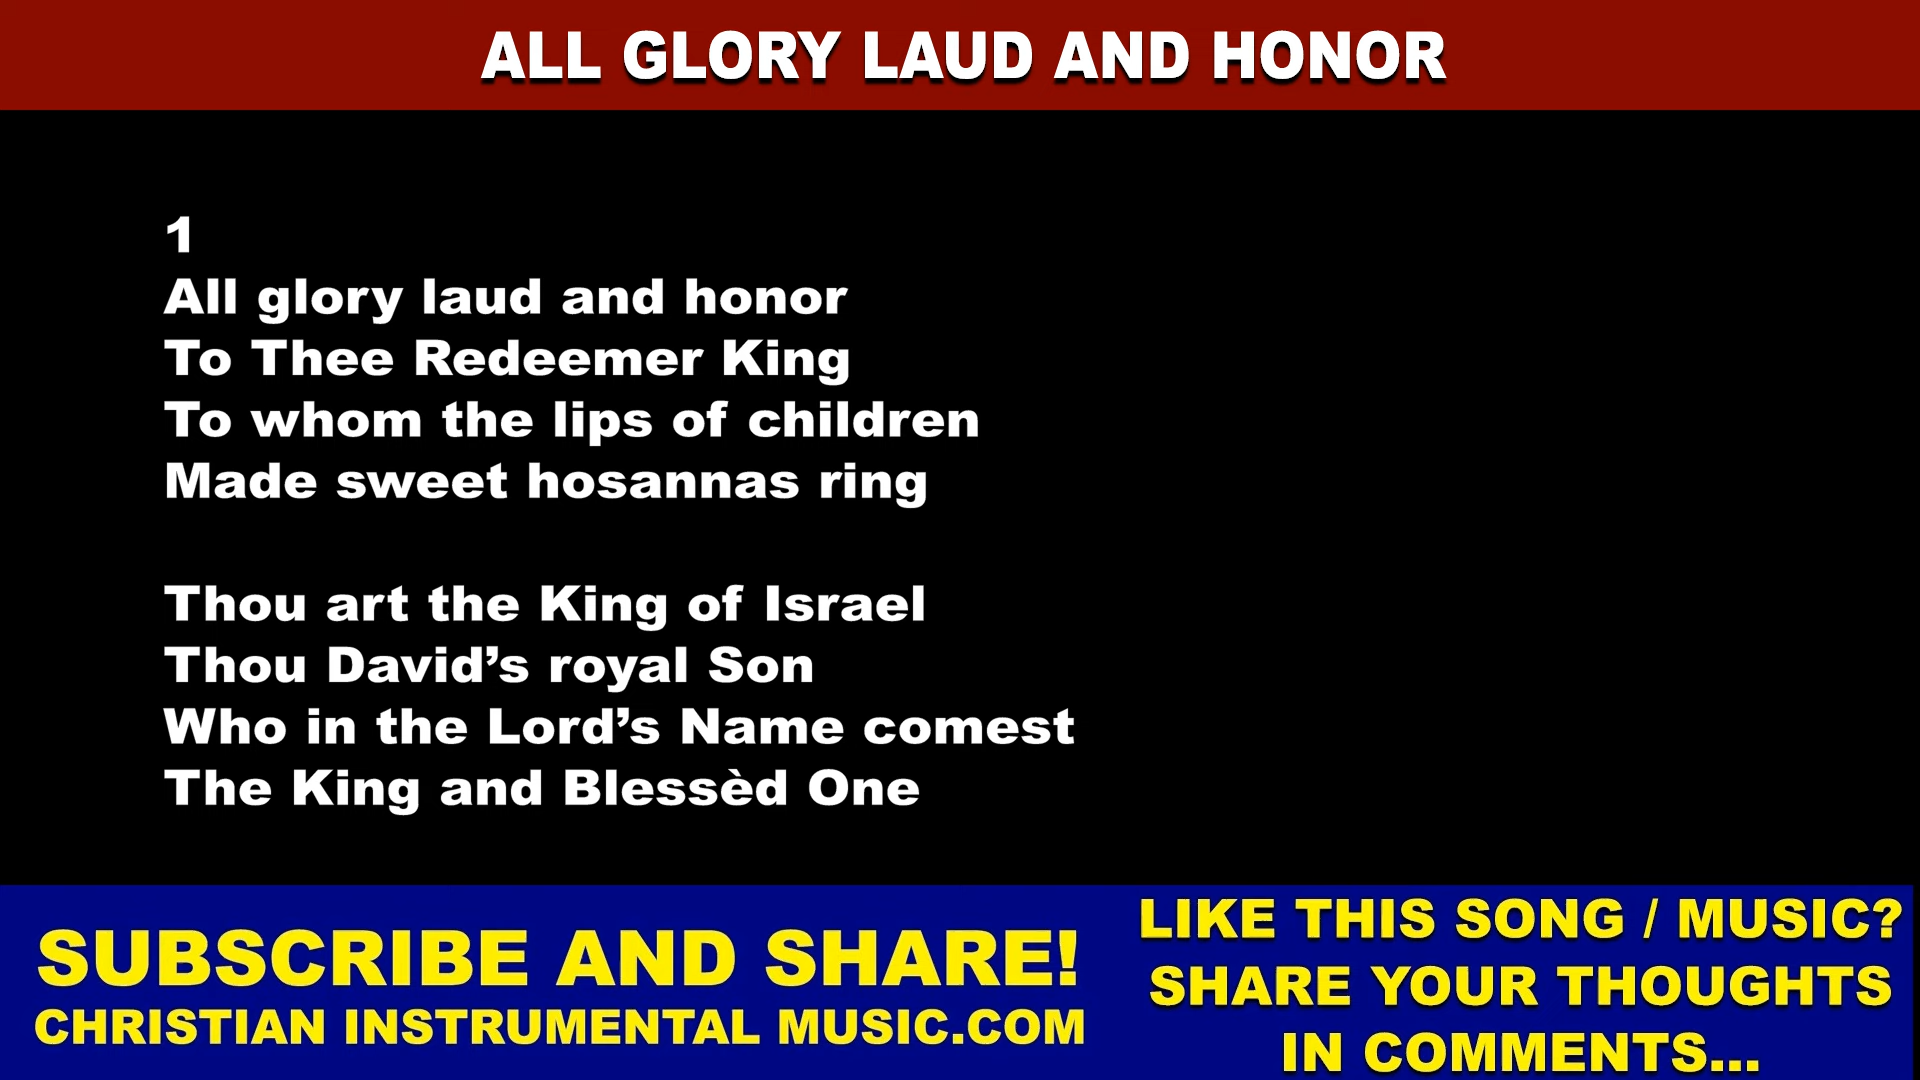 ALL GLORY LAUD AND HONOR
1
All glory laud and honor
To Thee Redeemer King
To whom the lips of children
Made sweet hosannas ring
Thou art the King of Israel
Thou David’s royal Son
Who in the Lord’s Name comest
The King and Blessèd One
SUBSCRIBE AND SHARE!
CHRISTIAN INSTRUMENTAL MUSIC.COM
LIKE THIS SONG / MUSIC?
SHARE YOUR THOUGHTS
IN COMMENTS...